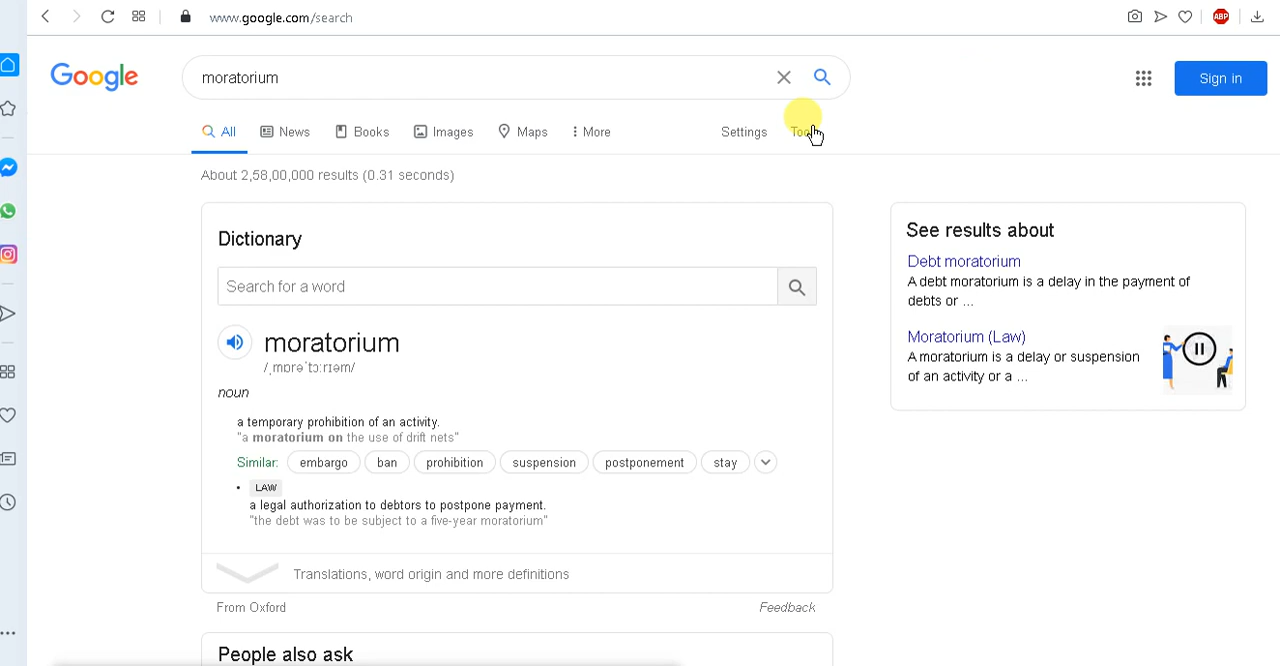 www.google.com/search
ABP
Google
moratorium
Sign in
All
News
Books
Images
Maps
More
Settings
About 2,58,00,000 results (0.31 seconds)
Dictionary
Search for a word
moratorium
/ˌmɒrəˈtɔːrɪəm/
noun
a temporary prohibition of an activity.
"a moratorium on the use of drift nets"
Similar: embargo ban prohibition suspension postponement stay
LAW
a legal authorization to debtors to postpone payment.
"the debt was to be subject to a five-year moratorium"
Translations, word origin and more definitions
From Oxford
Feedback
People also ask
See results about
Debt moratorium
A debt moratorium is a delay in the payment of
debts or ...
Moratorium (Law)
A moratorium is a delay or suspension
of an activity or a ...